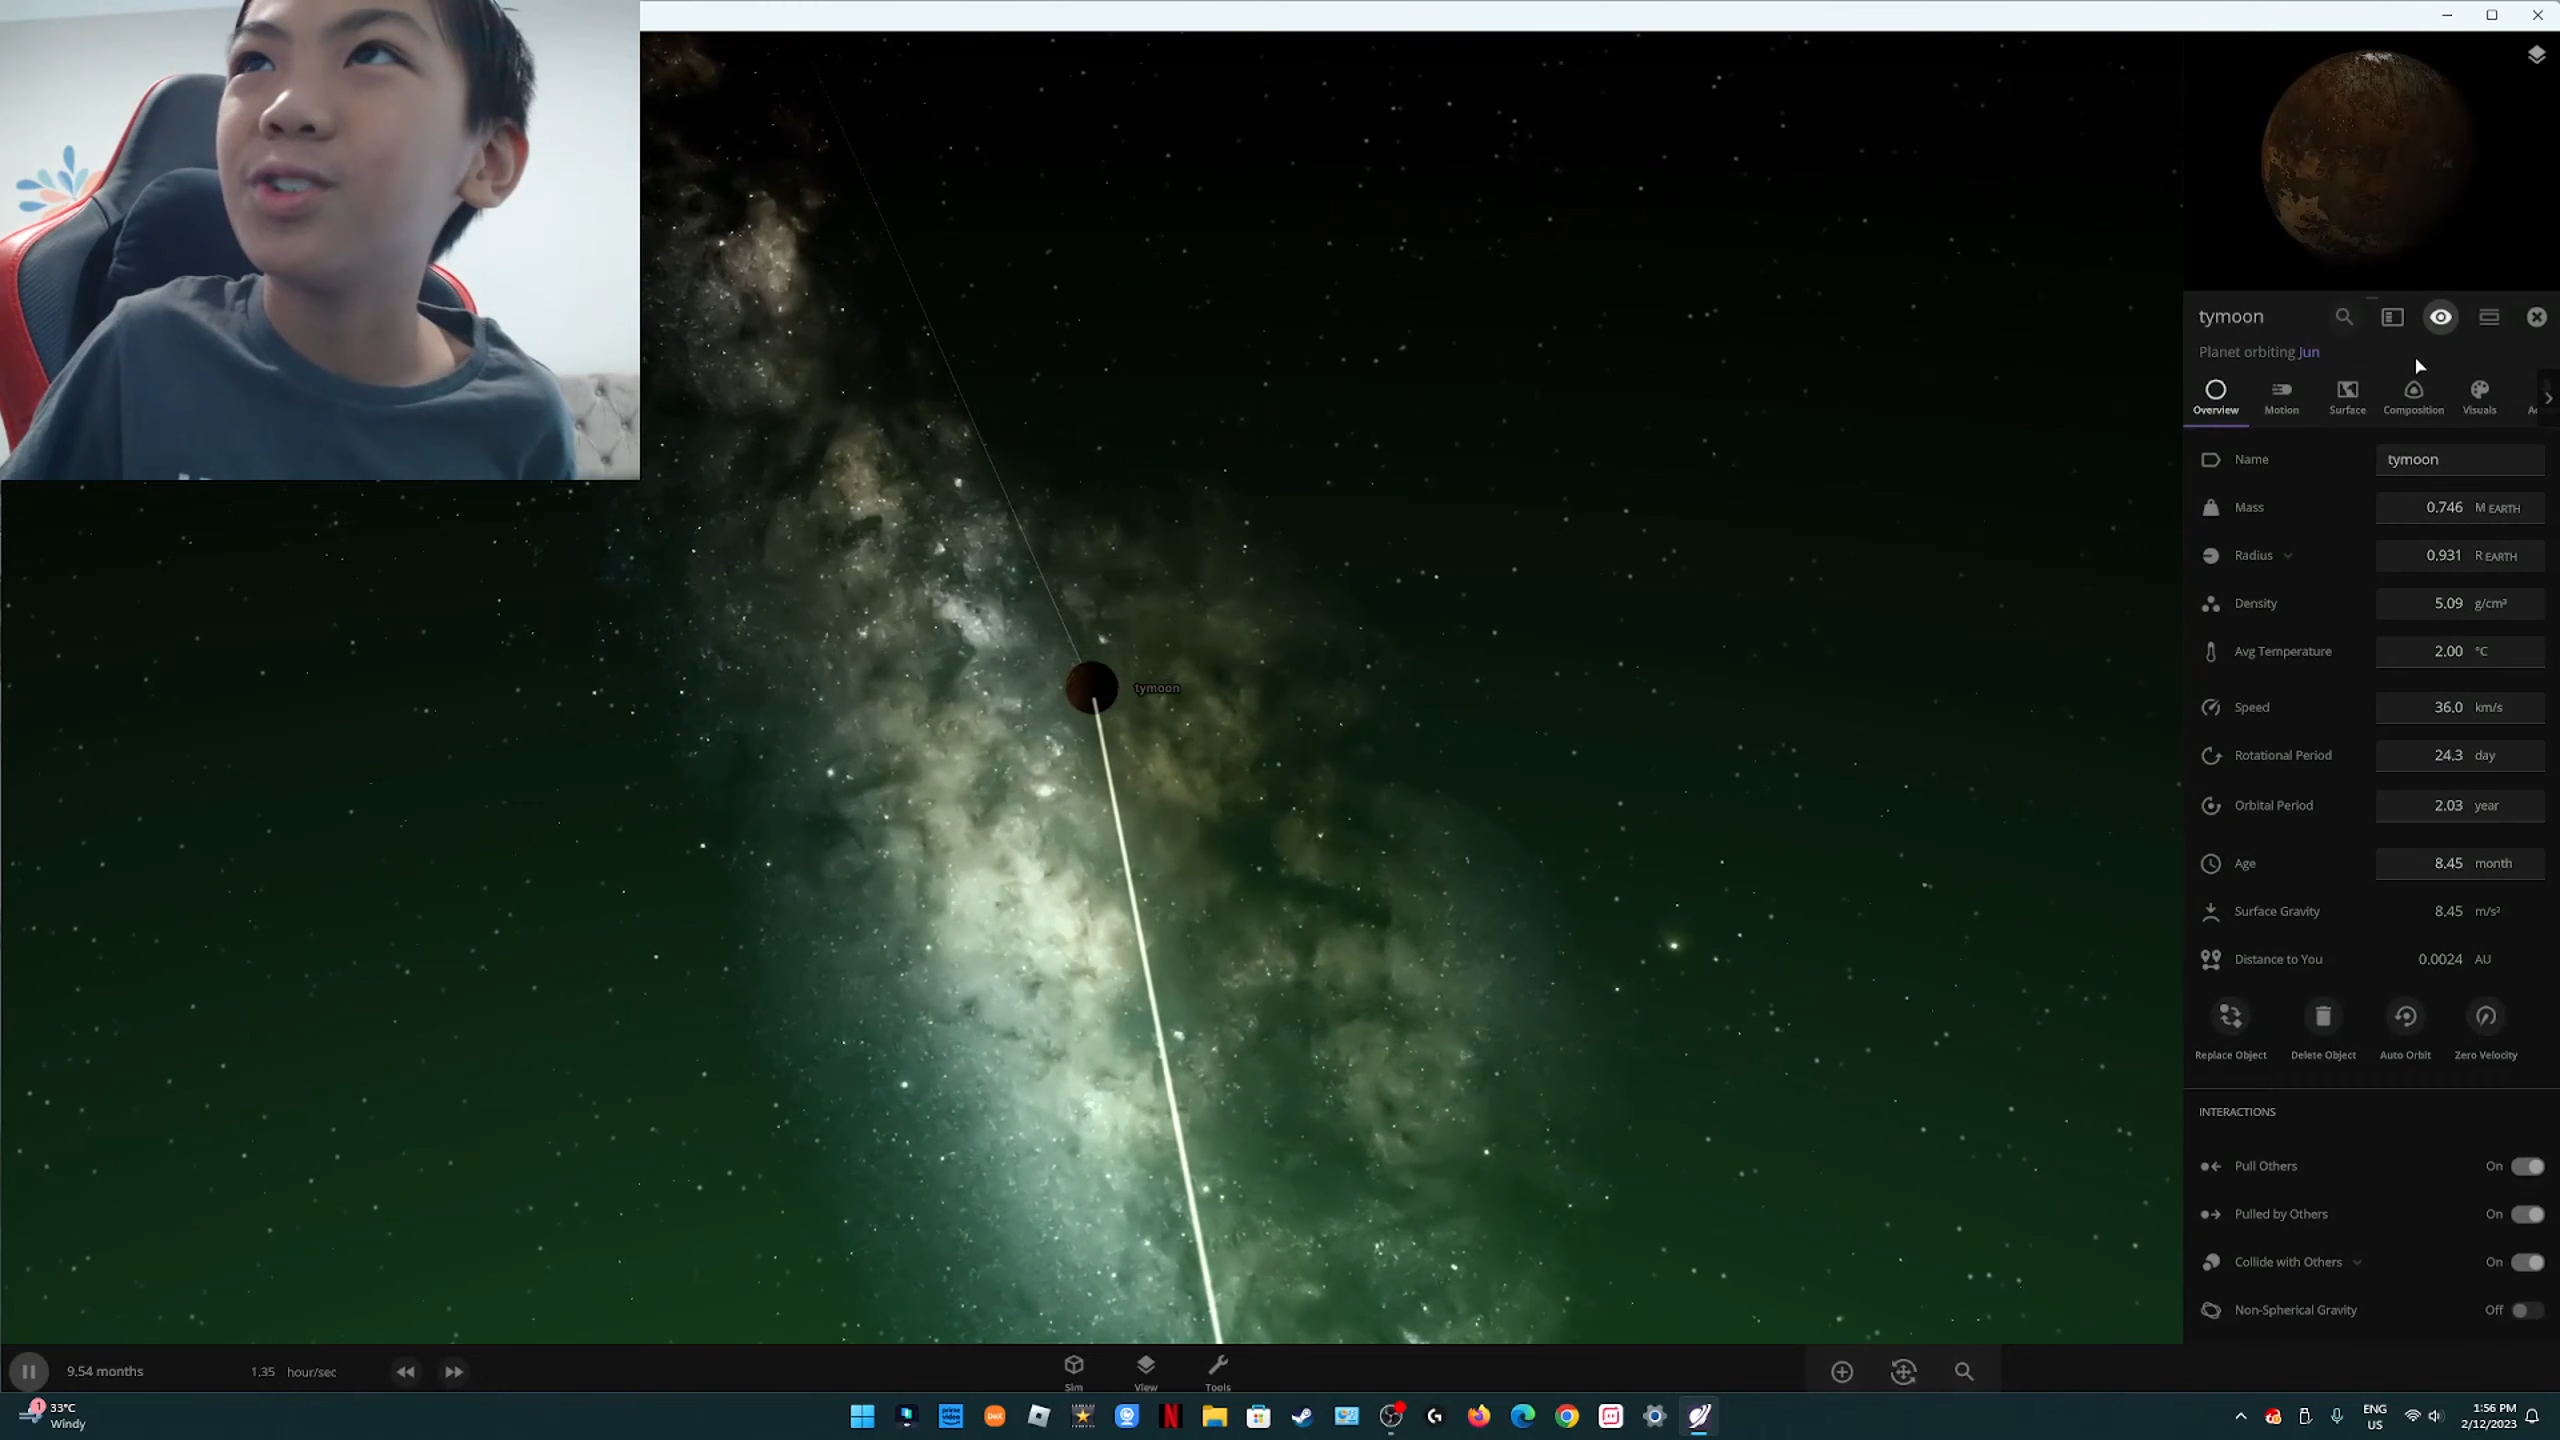 tymoon
Planet orbiting Jun
Overview Motion Surface Composition Visuals
Name tymoon
Mass 0.746 M EARTH
Radius 0.931 R EARTH
Density 5.09 g/cm³
Avg Temperature 2.00 °C
Speed 36.0 km/s
Rotational Period 24.3 day
Orbital Period 2.03 year
Age 8.45 month
Surface Gravity 8.45 m/s²
Distance to You 0.0024 AU
Replace Object Delete Object Auto Orbit Zero Velocity
INTERACTIONS
Pull Others On
Pulled by Others On
Collide with Others On
Non-Spherical Gravity Off
tymoon
9.54 months 1.35 hour/sec
Sim View Tools
1
33°C
Windy
prime video
DeX
N
G
ENG
US
1:56 PM
2/12/2023